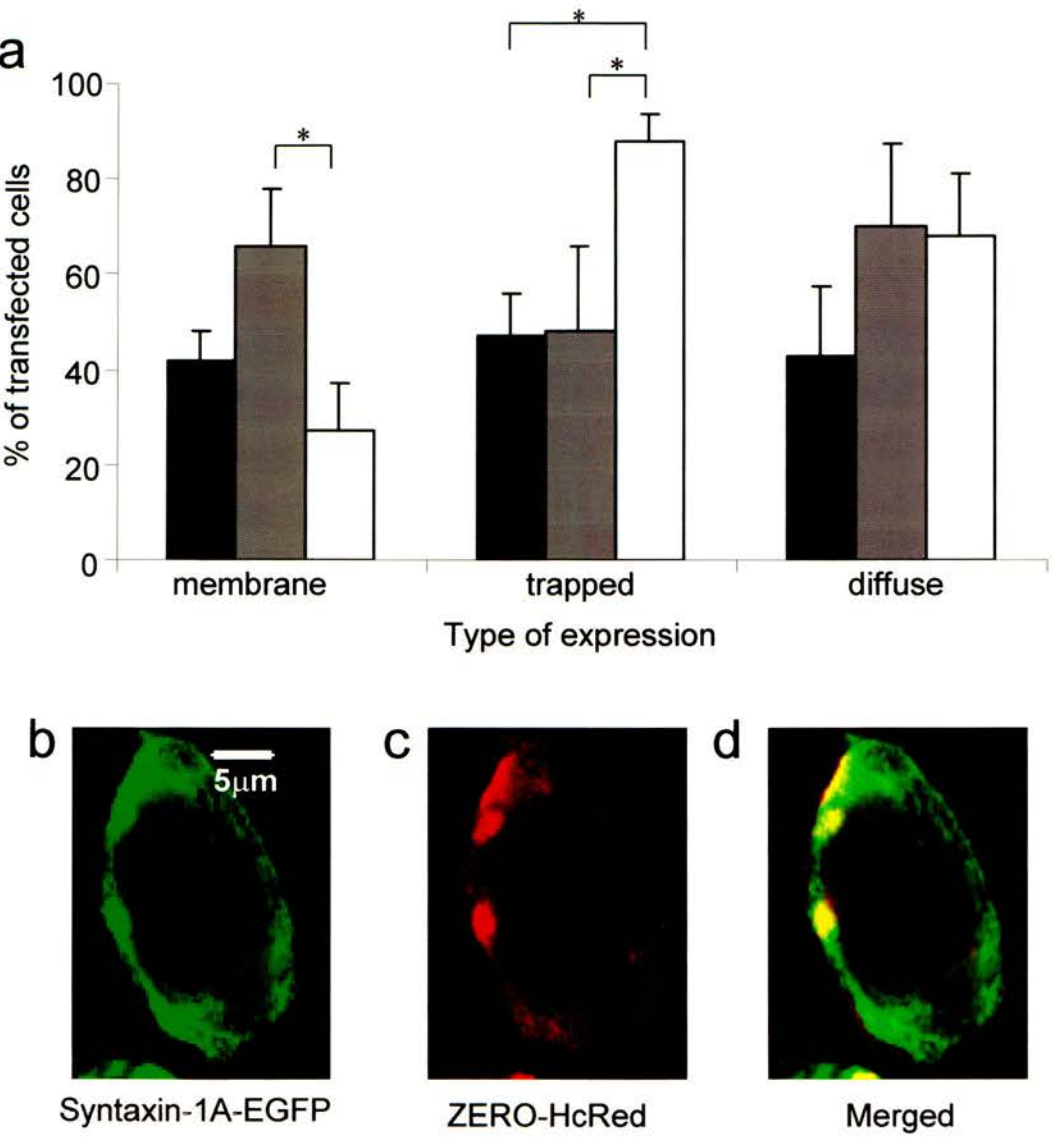 a
* 
*
*
100
80
60
40
20
0
% of transfected cells
membrane trapped diffuse
Type of expression
b c d
5μm
Syntaxin-1A-EGFP ZERO-HcRed Merged